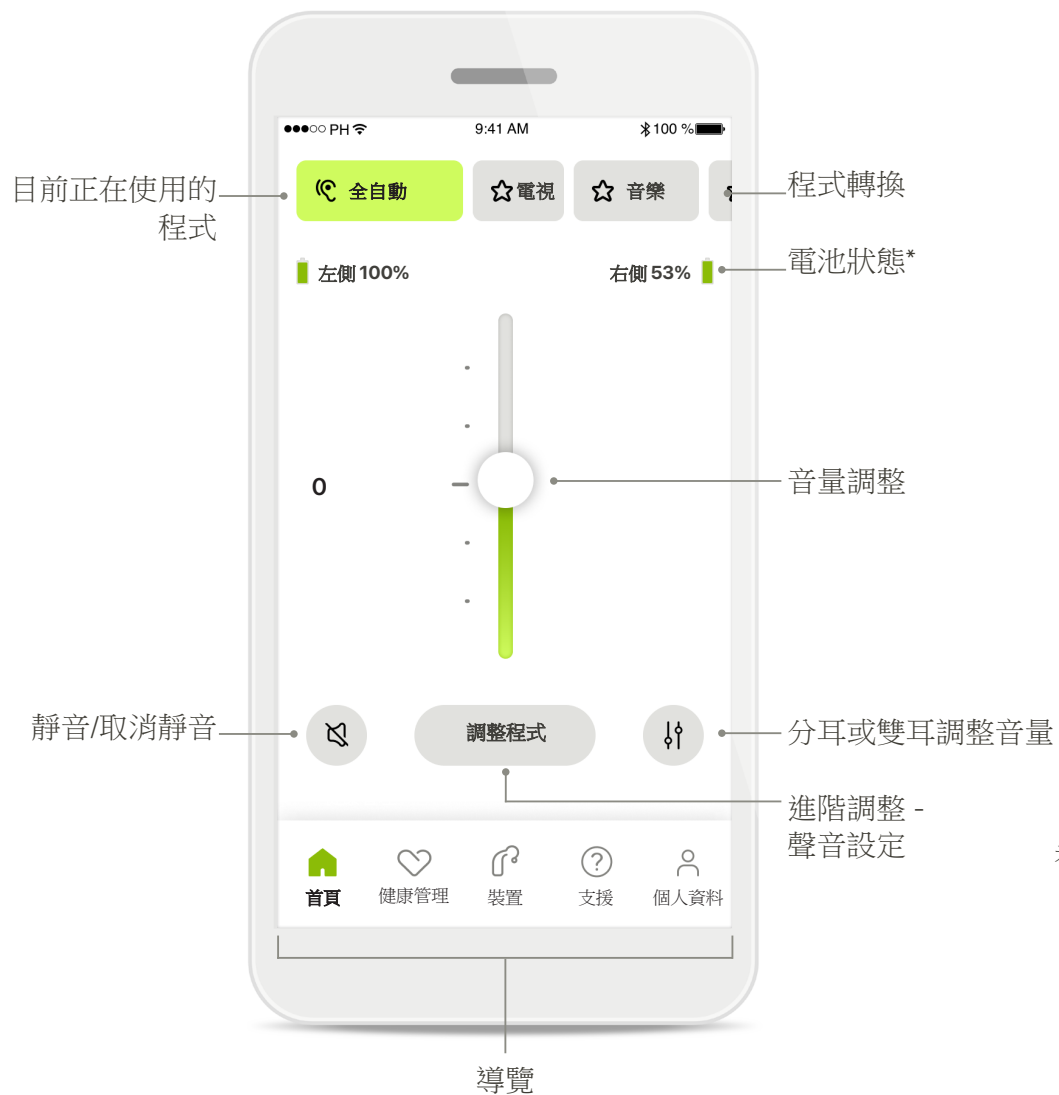 PH
9:41 AM
100 %
目前正在使用的
程式
全自動
電視
音樂
程式轉換
左側 100%
右側 53%
電池狀態*
0
音量調整
靜音/取消靜音
調整程式
分耳或雙耳調整音量
進階調整 -
聲音設定
首頁
健康管理
裝置
支援
個人資料
導覽